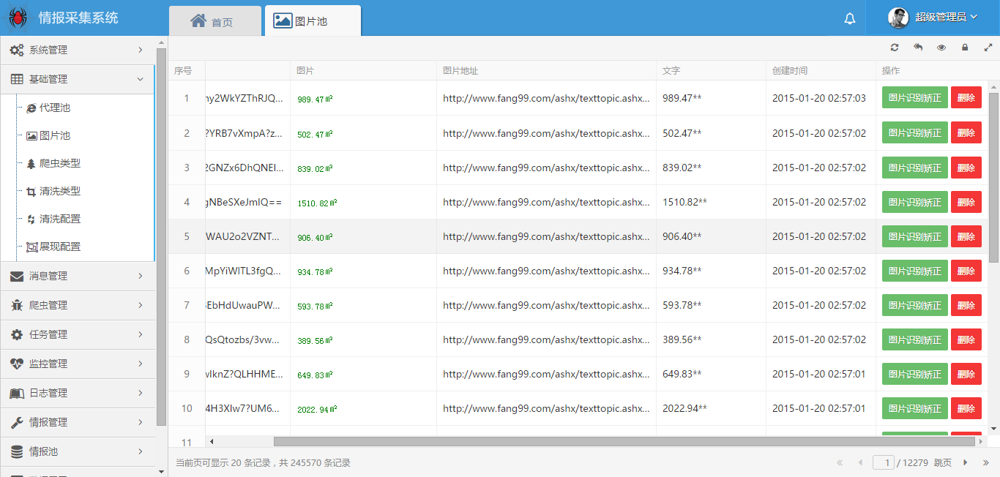 情报采集系统
首页
图片池
超级管理员
系统管理
基础管理
代理池
图片池
爬虫类型
清洗类型
清洗配置
展现配置
消息管理
爬虫管理
任务管理
监控管理
日志管理
情报管理
情报池
序号 图片 图片地址 文字 创建时间 操作
1 ny2WkYZThRJQ... 989.47㎡ http://www.fang99.com/ashx/texttopic.ashx... 989.47** 2015-01-20 02:57:03 图片识别矫正 删除
2 ?YRB7vXmpA?z... 502.47㎡ http://www.fang99.com/ashx/texttopic.ashx... 502.47** 2015-01-20 02:57:02 图片识别矫正 删除
3 2GNZx6DhQNEI... 839.02㎡ http://www.fang99.com/ashx/texttopic.ashx... 839.02** 2015-01-20 02:57:02 图片识别矫正 删除
4 gNBeSXeJmIQ== 1510.82㎡ http://www.fang99.com/ashx/texttopic.ashx... 1510.82** 2015-01-20 02:57:02 图片识别矫正 删除
5 WAU2o2VZNT... 906.40㎡ http://www.fang99.com/ashx/texttopic.ashx... 906.40** 2015-01-20 02:57:02 图片识别矫正 删除
6 MpYiWITL3fgQ... 934.78㎡ http://www.fang99.com/ashx/texttopic.ashx... 934.78** 2015-01-20 02:57:02 图片识别矫正 删除
7 EbHdUwauPW... 593.78㎡ http://www.fang99.com/ashx/texttopic.ashx... 593.78** 2015-01-20 02:57:02 图片识别矫正 删除
8 QsQtozbs/3vw... 389.56㎡ http://www.fang99.com/ashx/texttopic.ashx... 389.56** 2015-01-20 02:57:02 图片识别矫正 删除
9 wIknZ?QLHHME... 649.83㎡ http://www.fang99.com/ashx/texttopic.ashx... 649.83** 2015-01-20 02:57:01 图片识别矫正 删除
10 4H3XIw7?UM6... 2022.94㎡ http://www.fang99.com/ashx/texttopic.ashx... 2022.94** 2015-01-20 02:57:01 图片识别矫正 删除
11
当前页可显示 20 条记录，共 245570 条记录
1 / 12279 跳页